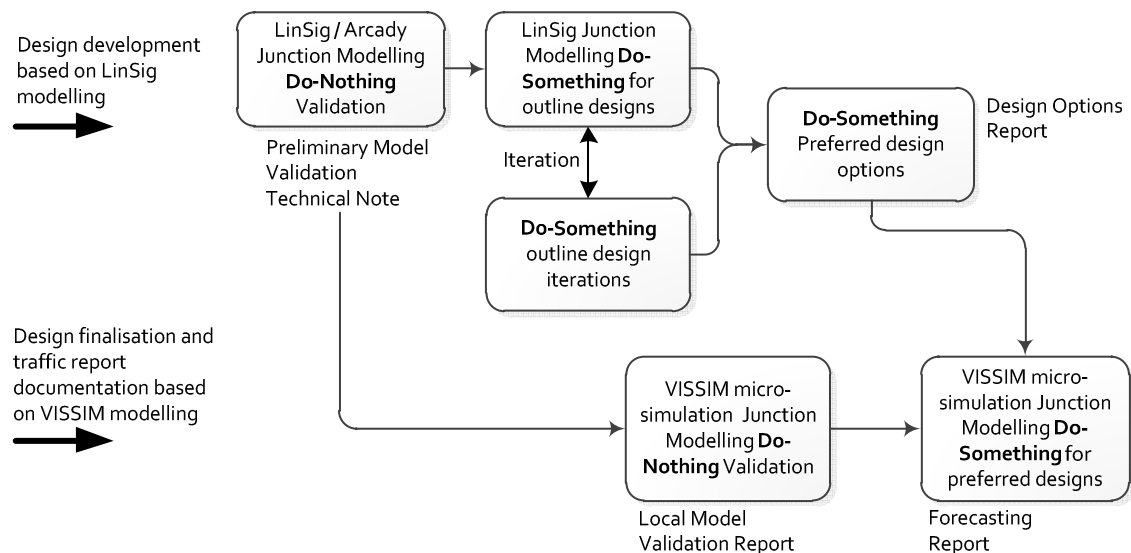 Design development
based on LinSig
modelling
LinSig / Arcady
Junction Modelling
Do-Nothing
Validation
Preliminary Model
Validation
Technical Note
LinSig Junction
Modelling Do-
Something for
outline designs
Iteration
Do-Something
outline design
iterations
Do-Something
Preferred design
options
Design Options
Report
Design finalisation and
traffic report
documentation based
on VISSIM modelling
VISSIM micro-
simulation Junction
Modelling Do-
Nothing Validation
Local Model
Validation Report
VISSIM micro-
simulation Junction
Modelling Do-
Something for
preferred designs
Forecasting
Report